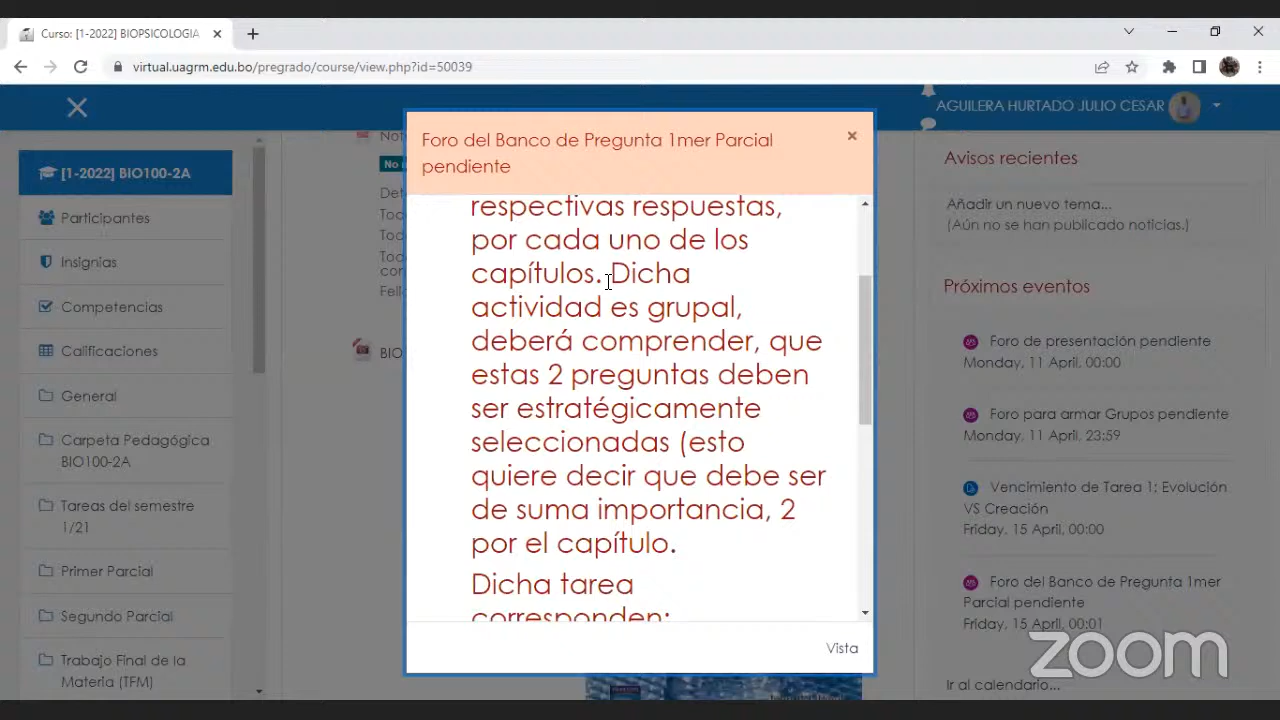 Curso: [1-2022] BIOPSICOLOGIA
virtual.uagrm.edu.bo/pregrado/course/view.php?id=50039
AGUILERA HURTADO JULIO CESAR
[1-2022] BIO100-2A
Participantes
Insignias
Competencias
Calificaciones
General
Carpeta Pedagógica
BIO100-2A
Tareas del semestre
1/21
Primer Parcial
Segundo Parcial
Trabajo Final de la
Materia (TFM)
Foro del Banco de Pregunta 1mer Parcial
pendiente
respectivas respuestas,
por cada uno de los
capítulos. Dicha
actividad es grupal,
deberá comprender, que
estas 2 preguntas deben
ser estratégicamente
seleccionadas (esto
quiere decir que debe ser
de suma importancia, 2
por el capítulo.
Dicha tarea
corresponden:
Vista
Avisos recientes
Añadir un nuevo tema...
(Aún no se han publicado noticias.)
Próximos eventos
Foro de presentación pendiente
Monday, 11 April, 00:00
Foro para armar Grupos pendiente
Monday, 11 April, 23:59
Vencimiento de Tarea 1: Evolución
VS Creación
Friday, 15 April, 00:00
Foro del Banco de Pregunta 1mer
Parcial pendiente
Friday, 15 April, 00:01
Ir al calendario...
zoom